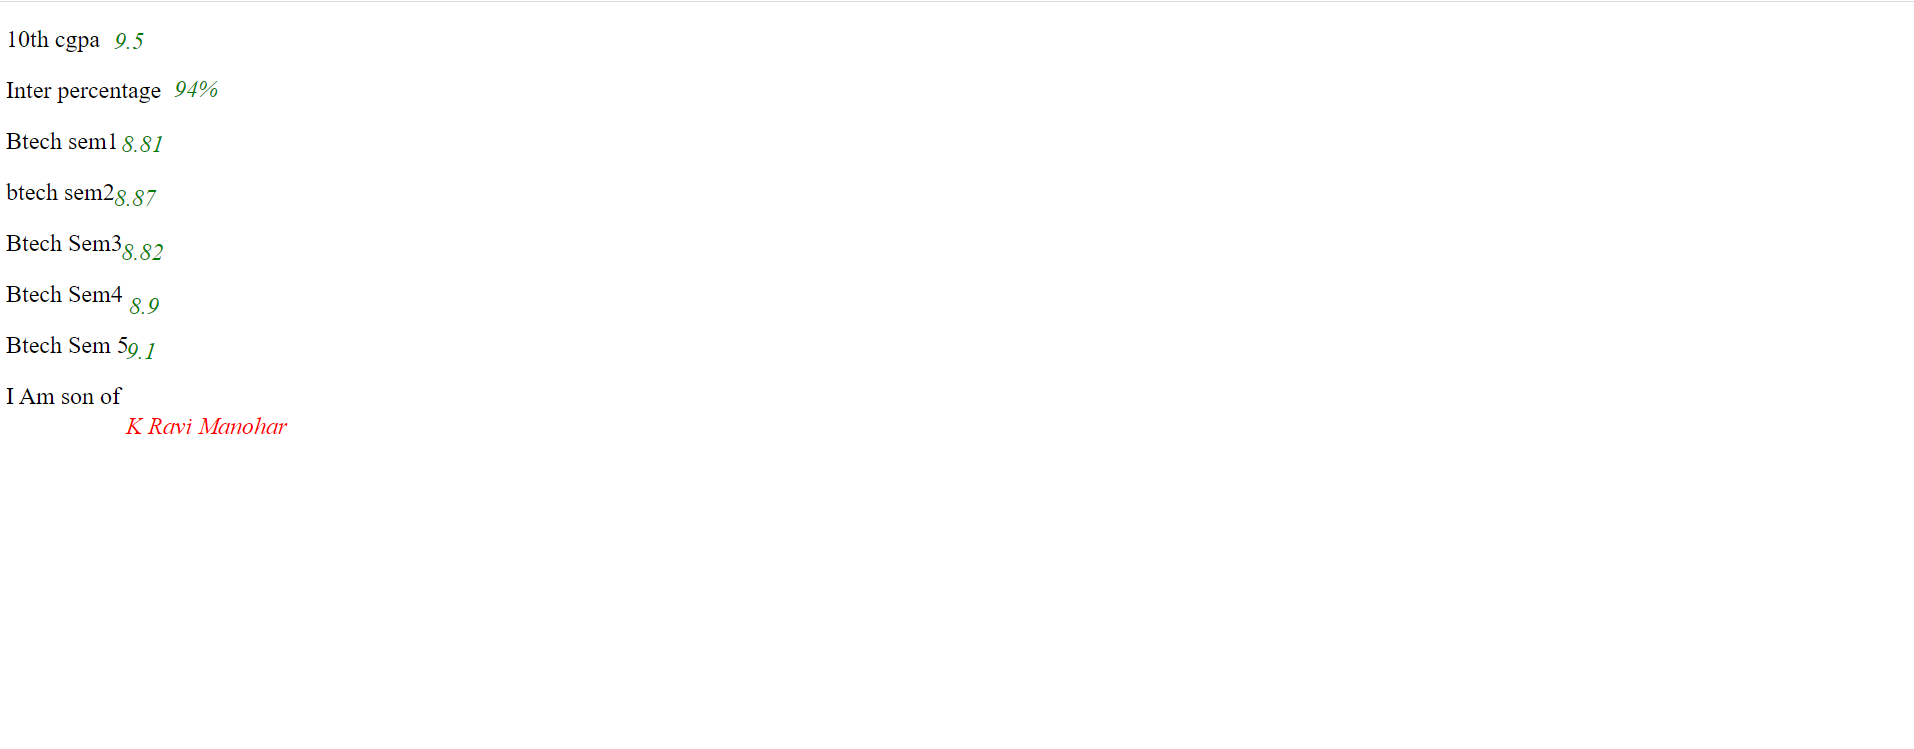 10th cgpa 9.5
Inter percentage 94%
Btech sem1 8.81
btech sem2 8.87
Btech Sem3 8.82
Btech Sem4 8.9
Btech Sem 5 9.1
I Am son of
K Ravi Manohar